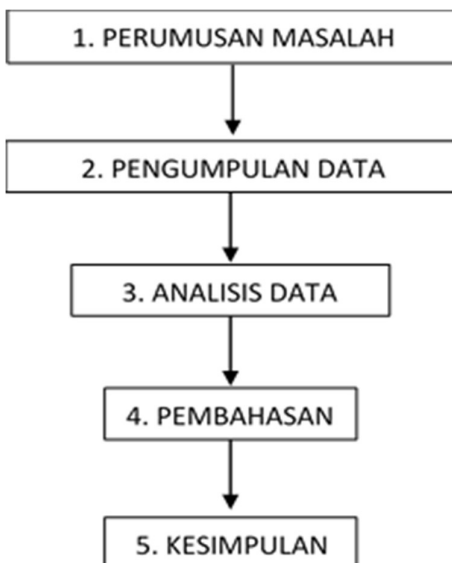 1. PERUMUSAN MASALAH
2. PENGUMPULAN DATA
3. ANALISIS DATA
4. PEMBAHASAN
5. KESIMPULAN